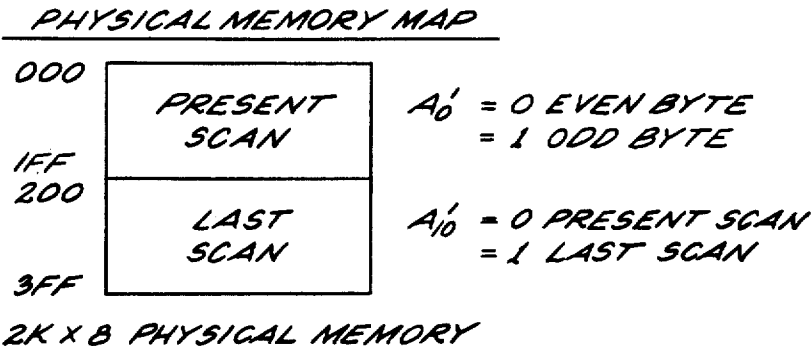 PHYSICAL MEMORY MAP
000
PRESENT
SCAN
1FF
200
LAST
SCAN
3FF
A0' = 0 EVEN BYTE
= 1 ODD BYTE
A10' = 0 PRESENT SCAN
= 1 LAST SCAN
2K X 8 PHYSICAL MEMORY